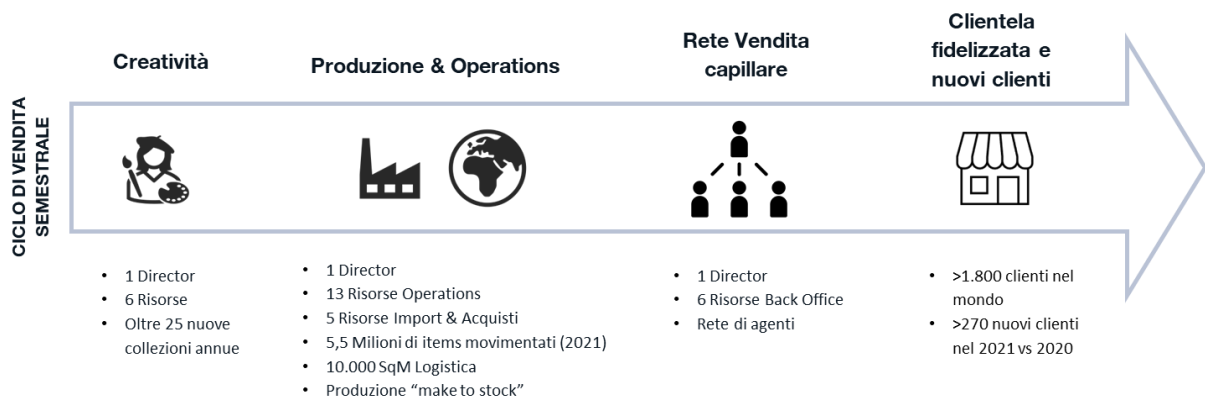 CICLO DI VENDITA
SEMESTRALE
Creatività
Produzione & Operations
Rete Vendita
capillare
Clientela
fidelizzata e
nuovi clienti
• 1 Director
• 6 Risorse
• Oltre 25 nuove
collezioni annue
• 1 Director
• 13 Risorse Operations
• 5 Risorse Import & Acquisti
• 5,5 Milioni di items movimentati (2021)
• 10.000 SqM Logistica
• Produzione “make to stock”
• 1 Director
• 6 Risorse Back Office
• Rete di agenti
• >1.800 clienti nel
mondo
• >270 nuovi clienti
nel 2021 vs 2020